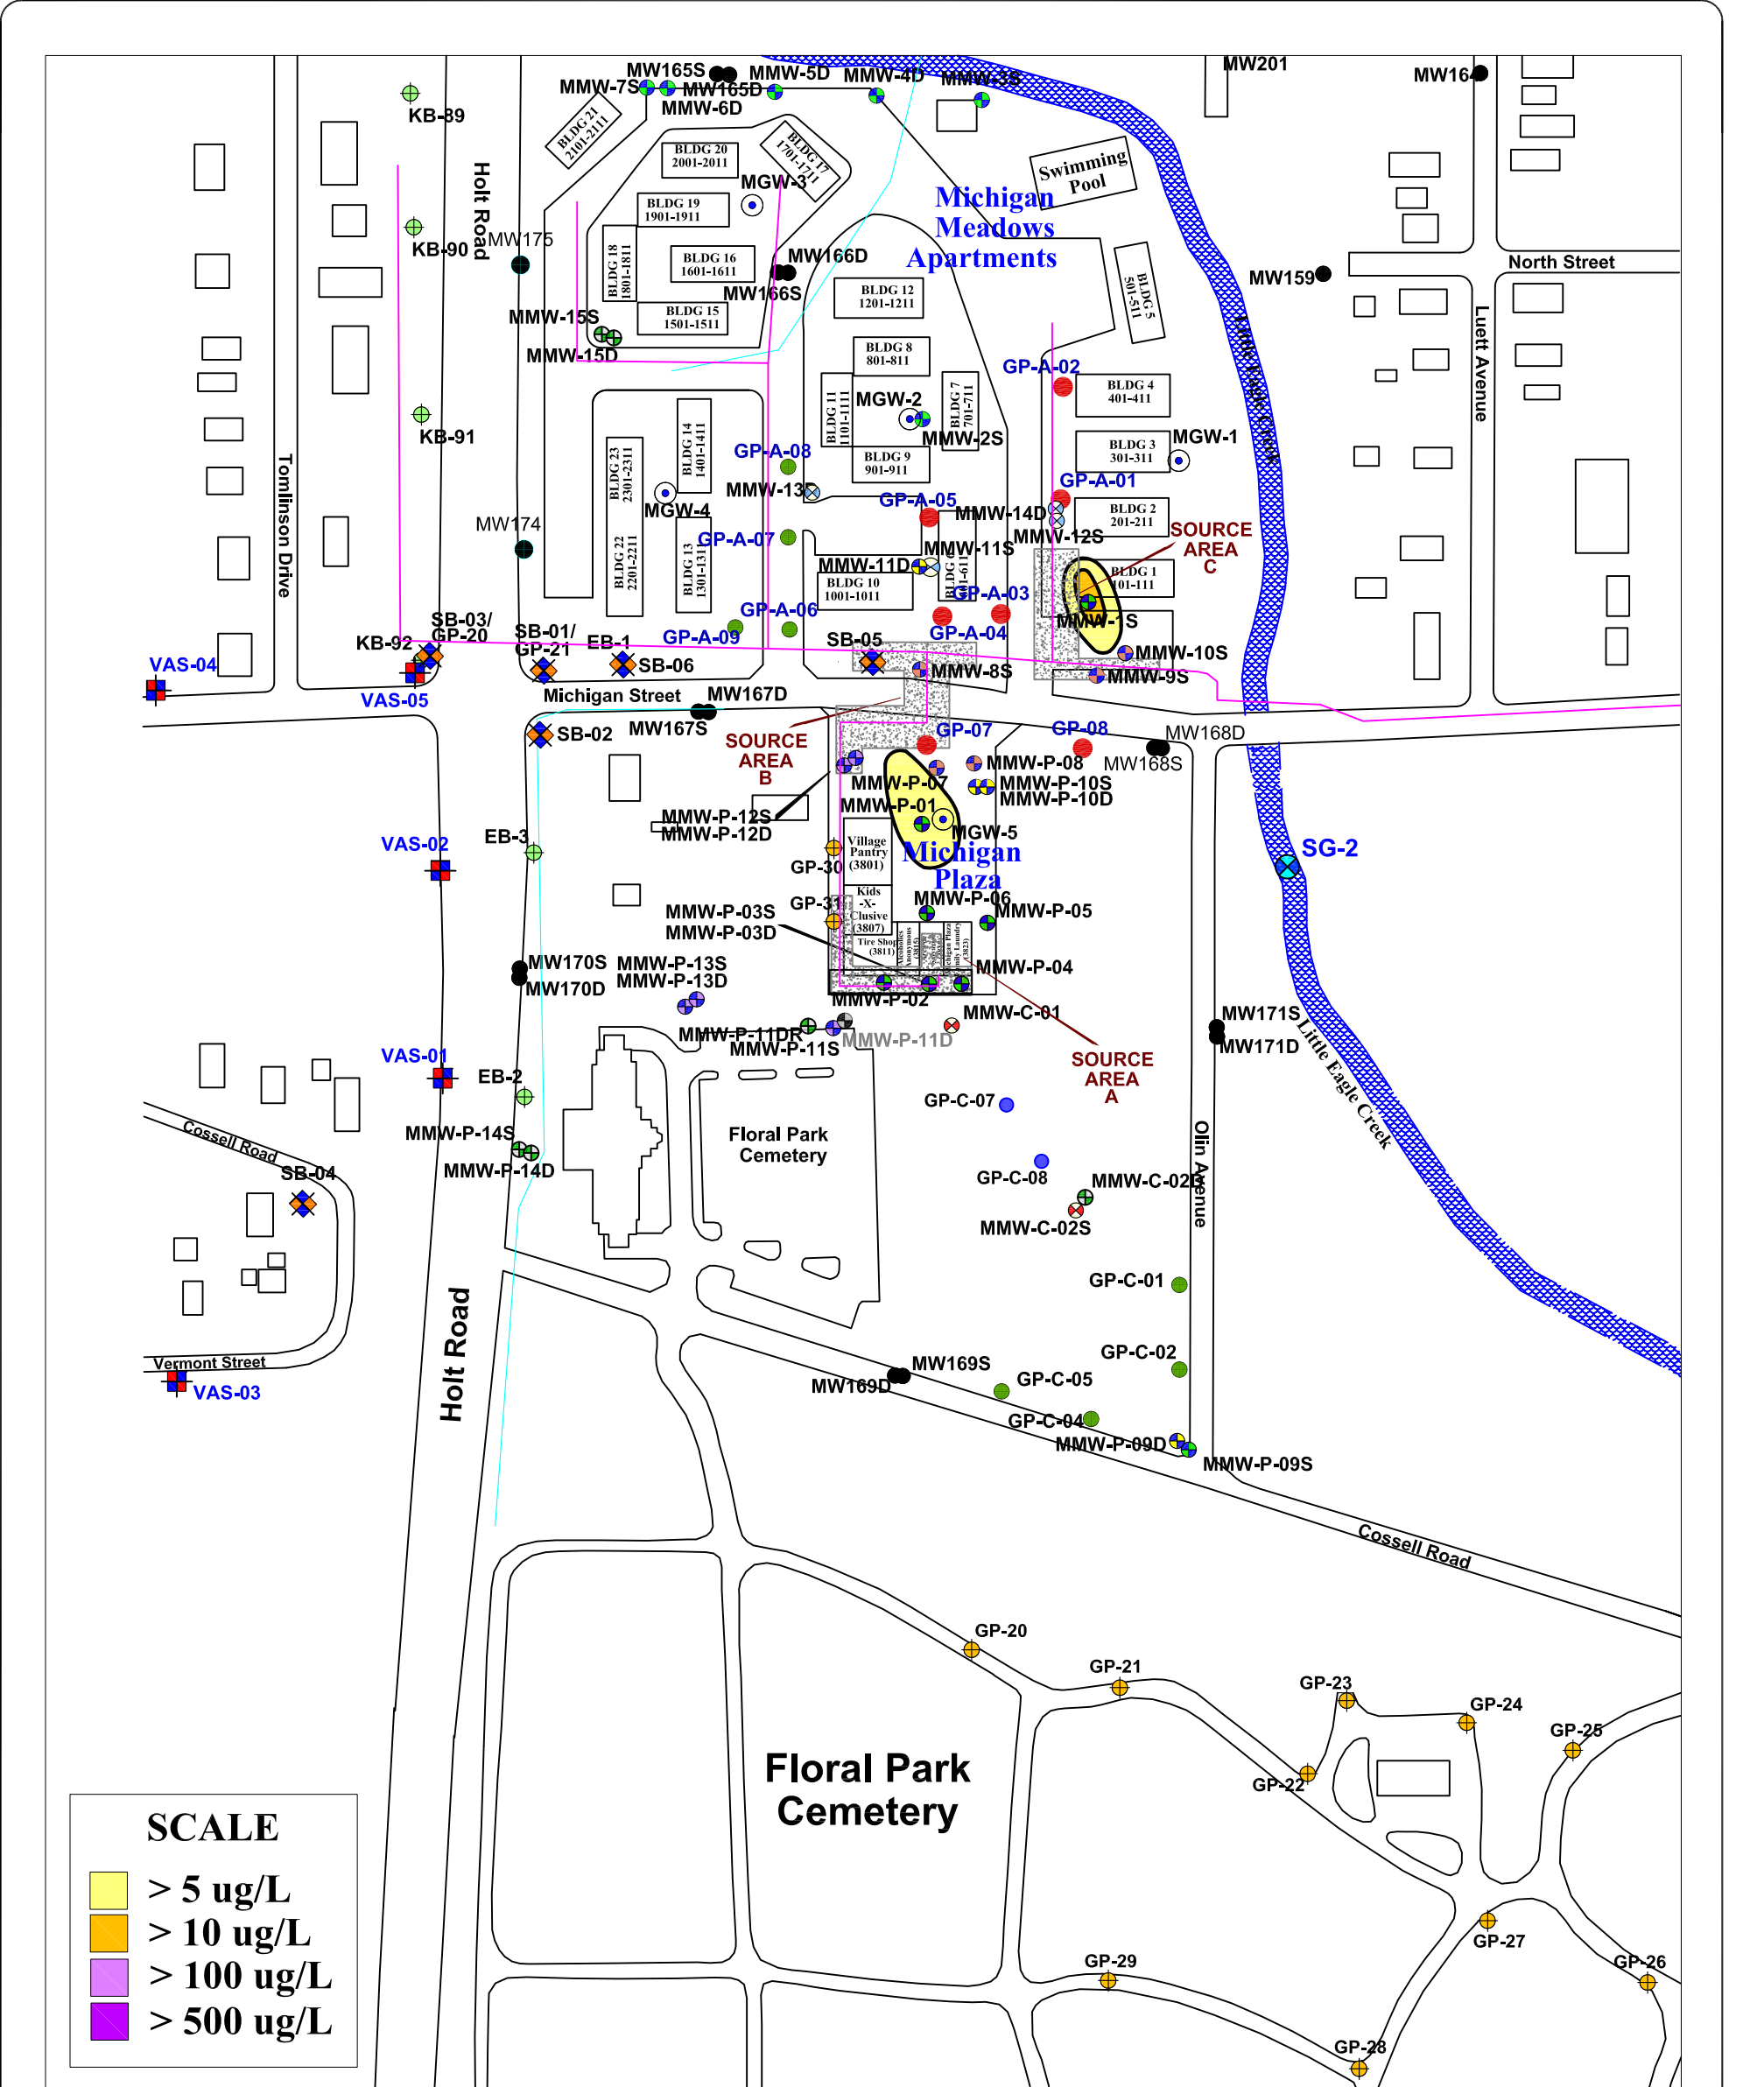 MW201
MW164
MW165S
MMW-5D
MMW-4D
MMW-3S
MMW-7S
MW165D
MMW-6D
KB-89
BLDG 21
2101-2111
BLDG 20
2001-2011
BLDG 17
1701-1711
Swimming
Pool
Holt Road
MGW-3
BLDG 19
1901-1911
Michigan
Meadows
Apartments
KB-90
MW175
BLDG 18
1801-1811
BLDG 16
1601-1611
MW166D
MW166S
North Street
MW159
BLDG 12
1201-1211
BLDG 5
501-511
MMW-15S
BLDG 15
1501-1511
MMW-15D
BLDG 8
801-811
Little Eagle Creek
Luett Avenue
GP-A-02
BLDG 4
401-411
BLDG 11
1101-1111
MGW-2
BLDG 7
701-711
MMW-2S
KB-91
BLDG 14
1401-1411
BLDG 3
301-311
MGW-1
GP-A-08
BLDG 9
901-911
BLDG 23
2301-2311
Tomlinson Drive
MMW-13D
GP-A-01
GP-A-05
MGW-4
MMW-14D
BLDG 2
201-211
MW174
MMW-12S
SOURCE
AREA
C
GP-A-07
BLDG 13
1301-1311
MMW-11S
BLDG 22
2201-2211
MMW-11D
BLDG 10
1001-1011
BLDG 1
101-111
GP-A-03
GP-A-06
MMW-1S
SB-03/
GP-20
SB-01/
GP-21
EB-1
GP-A-09
SB-05
GP-A-04
KB-92
SB-06
MMW-10S
VAS-04
MMW-8S
MMW-9S
VAS-05
Michigan Street
MW167D
MW167S
SB-02
SOURCE
AREA
B
GP-07
GP-08
MW168D
MW168S
MMW-P-08
MMW-P-07
MMW-P-10S
MMW-P-10D
MMW-P-01
MMW-P-12S
MMW-P-12D
MGW-5
VAS-02
EB-3
Village
Pantry
(3801)
GP-30
Michigan
Plaza
SG-2
Kids
-X-
Clusive
(3807)
GP-31
MMW-P-06
MMW-P-05
MMW-P-03S
MMW-P-03D
Tire Shop
(3811)
Alcoholics
Anonymous
(3815)
Michigan Plaza
Family Laundry
(3823)
MW170S
MW170D
MMW-P-13S
MMW-P-13D
MMW-P-04
MMW-P-02
MMW-C-01
MW171S
MW171D
MMW-P-11DR
MMW-P-11S
MMW-P-11D
SOURCE
AREA
A
VAS-01
EB-2
GP-C-07
Little Eagle Creek
Cossell Road
MMW-P-14S
MMW-P-14D
Floral Park
Cemetery
Olin Avenue
SB-04
GP-C-08
MMW-C-02D
MMW-C-02S
GP-C-01
Holt Road
Vermont Street
VAS-03
GP-C-02
MW169S
MW169D
GP-C-05
GP-C-04
MMW-P-09D
MMW-P-09S
Cossell Road
GP-20
GP-21
GP-23
GP-24
GP-25
GP-22
Floral Park
Cemetery
GP-27
GP-26
GP-29
GP-28
SCALE
> 5 ug/L
> 10 ug/L
> 100 ug/L
> 500 ug/L